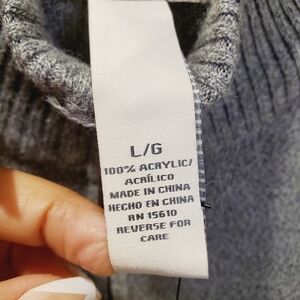 L/G
100% ACRYLIC/
ACRÍLICO
MADE IN CHINA
HECHO EN CHINA
RN 15610
REVERSE FOR
CARE